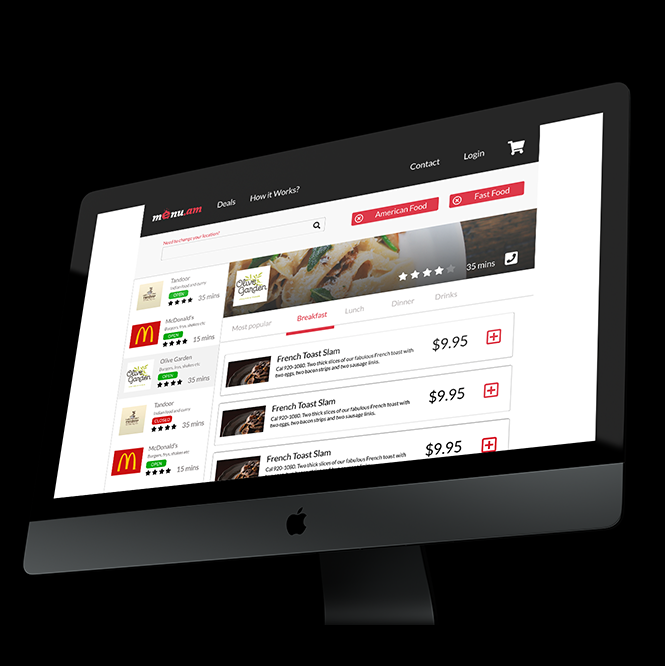 menu.am
Deals
How it Works?
Contact
Login
Need to change your location?
American Food
Fast Food
Tandoor
Indian food and curry
OPEN
35 mins
McDonald's
Burgers, fries, shakes etc
OPEN
15 mins
Olive Garden
Burgers, fries, shakes etc
OPEN
35 mins
Tandoor
Indian food and curry
CLOSED
35 mins
McDonald's
Burgers, fries, shakes etc
OPEN
15 mins
Olive
Garden
35 mins
Most popular
Breakfast
Lunch
Dinner
Drinks
French Toast Slam
Cal 920-1080. Two thick slices of our fabulous French toast with
two eggs, two bacon strips and two sausage links.
$9.95
French Toast Slam
Cal 920-1080. Two thick slices of our fabulous French toast with
two eggs, two bacon strips and two sausage links.
$9.95
French Toast Slam
Cal 920-1080. Two thick slices of our fabulous French toast with
two eggs, two bacon strips and two sausage links.
$9.95